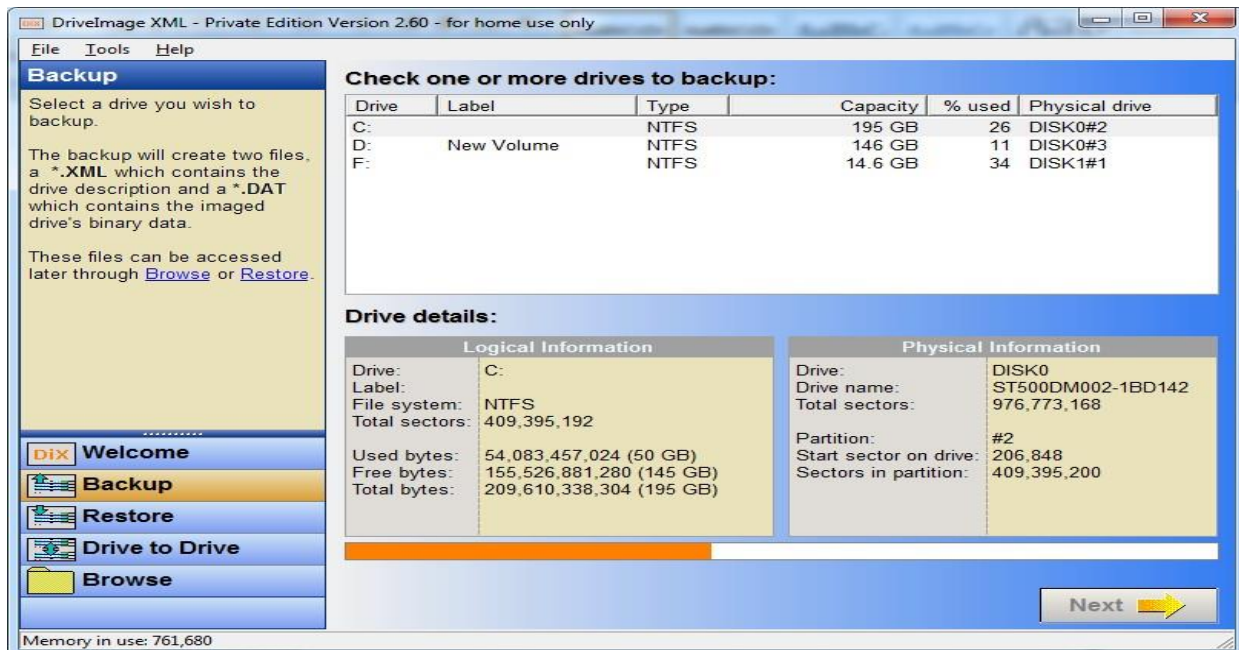 DiX DriveImage XML - Private Edition Version 2.60 - for home use only
File Tools Help
Backup
Select a drive you wish to
backup.
The backup will create two files,
a *.XML which contains the
drive description and a *.DAT
which contains the imaged
drive's binary data.
These files can be accessed
later through Browse or Restore.
DiX Welcome
Backup
Restore
Drive to Drive
Browse
Check one or more drives to backup:
Drive Label Type Capacity % used Physical drive
C: NTFS 195 GB 26 DISK0#2
D: New Volume NTFS 146 GB 11 DISK0#3
F: NTFS 14.6 GB 34 DISK1#1
Drive details:
Logical Information
Drive: C:
Label:
File system: NTFS
Total sectors: 409,395,192
Used bytes: 54,083,457,024 (50 GB)
Free bytes: 155,526,881,280 (145 GB)
Total bytes: 209,610,338,304 (195 GB)
Physical Information
Drive: DISK0
Drive name: ST500DM002-1BD142
Total sectors: 976,773,168
Partition: #2
Start sector on drive: 206,848
Sectors in partition: 409,395,200
Next
Memory in use: 761,680